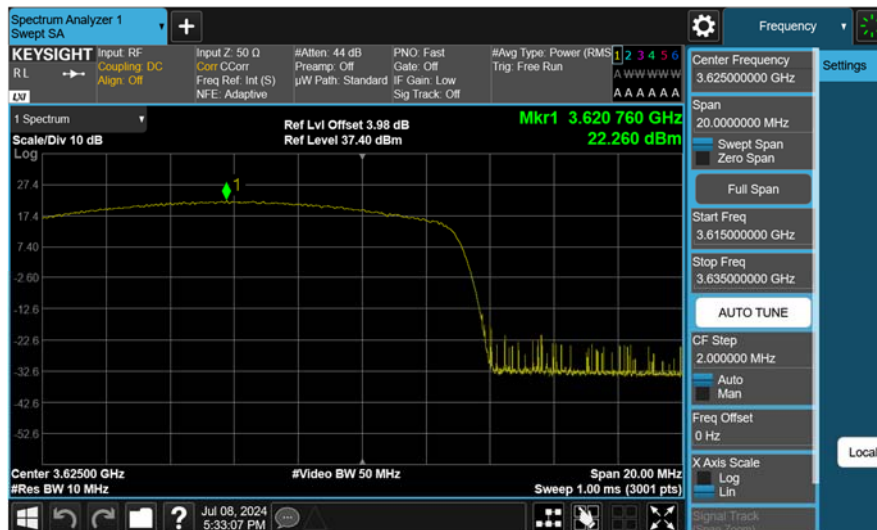 Spectrum Analyzer 1
Swept SA
+
Frequency
KEYSIGHT
RL
LXI
Input: RF
Coupling: DC
Align: Off
Input Z: 50 Ω
Corr CCorr
Freq Ref: Int (S)
NFE: Adaptive
#Atten: 44 dB
Preamp: Off
µW Path: Standard
PNO: Fast
Gate: Off
IF Gain: Low
Sig Track: Off
#Avg Type: Power (RMS
Trig: Free Run
1 2 3 4 5 6
A W W W W W
A A A A A A
1 Spectrum
Scale/Div 10 dB
Log
Ref Lvl Offset 3.98 dB
Ref Level 37.40 dBm
Mkr1 3.620 760 GHz
22.260 dBm
1
27.4
17.4
7.40
-2.60
-12.6
-22.6
-32.6
-42.6
-52.6
Center 3.62500 GHz
#Res BW 10 MHz
#Video BW 50 MHz
Span 20.00 MHz
Sweep 1.00 ms (3001 pts)
?
Jul 08, 2024
5:33:07 PM
Center Frequency
3.625000000 GHz
Span
20.0000000 MHz
Swept Span
Zero Span
Full Span
Start Freq
3.615000000 GHz
Stop Freq
3.635000000 GHz
AUTO TUNE
CF Step
2.000000 MHz
Auto
Man
Freq Offset
0 Hz
X Axis Scale
Log
Lin
Signal Track
(Span Zoom)
Settings
Local